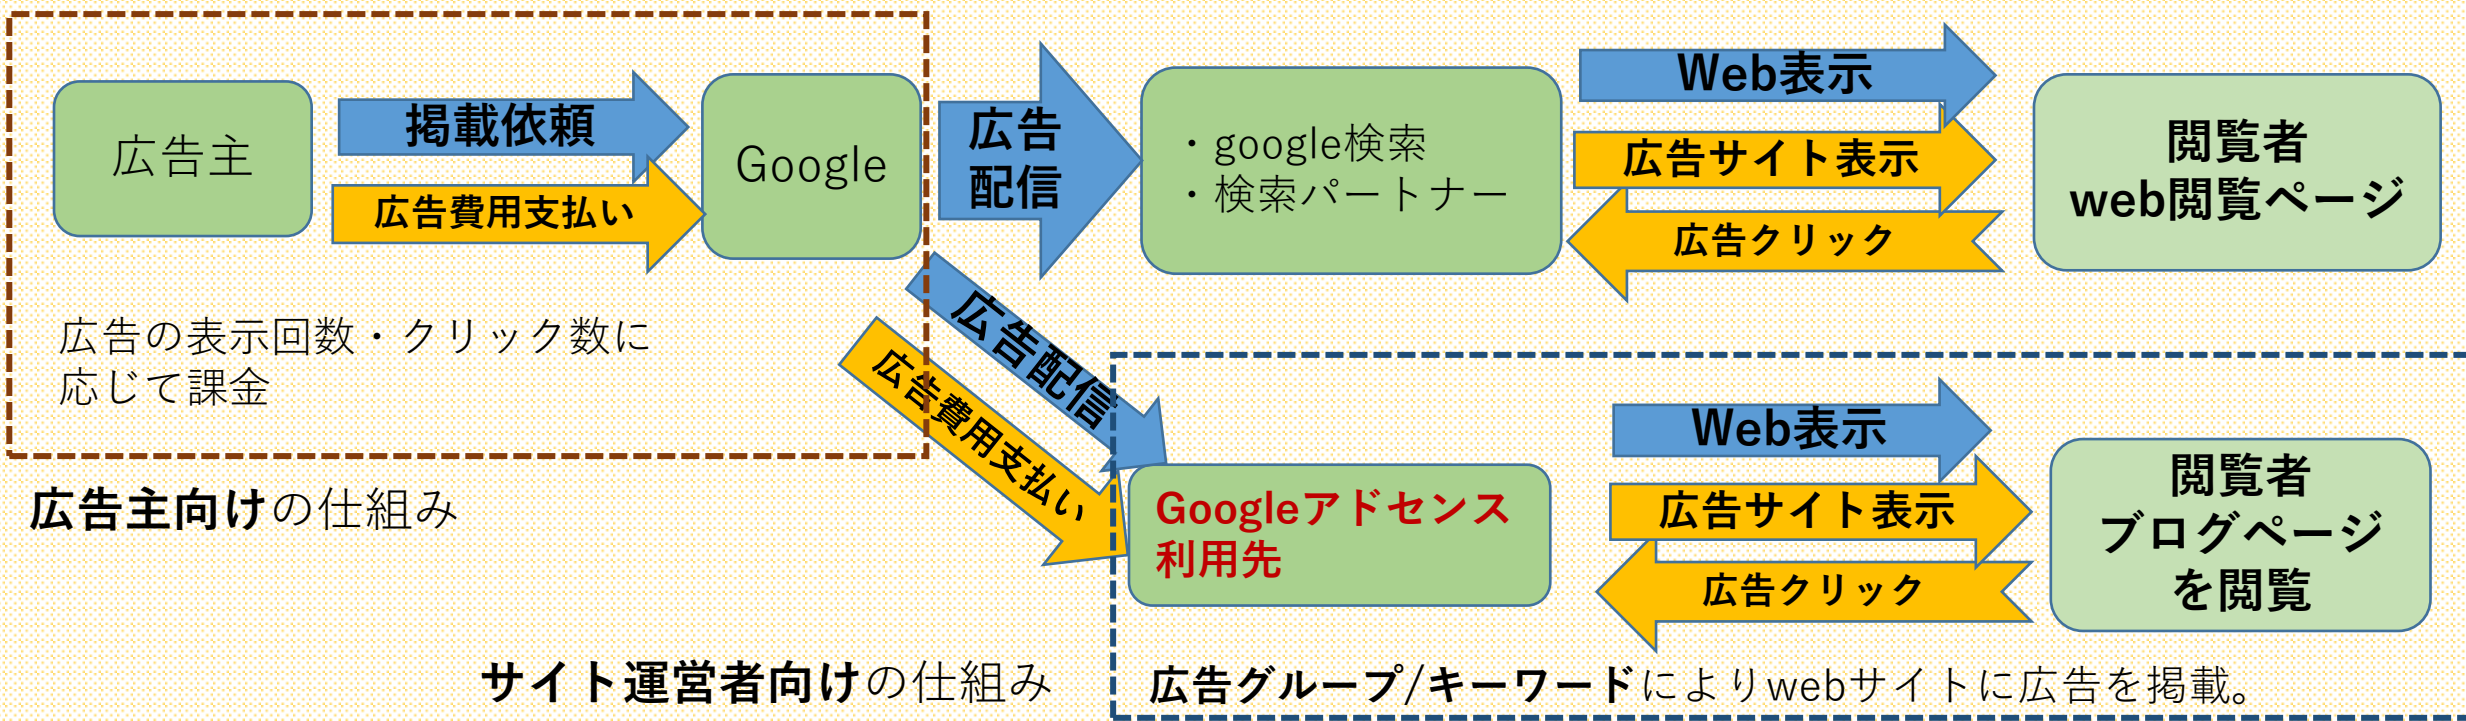 広告主
掲載依頼
広告費用支払い
Google
広告
配信
・google検索
・検索パートナー
Web表示
広告サイト表示
広告クリック
閲覧者
web閲覧ページ
広告の表示回数・クリック数に
応じて課金
広告主向けの仕組み
広告配信
広告費用支払い
Googleアドセンス
利用先
Web表示
広告サイト表示
広告クリック
閲覧者
ブログページ
を閲覧
サイト運営者向けの仕組み
広告グループ/キーワードによりwebサイトに広告を掲載。